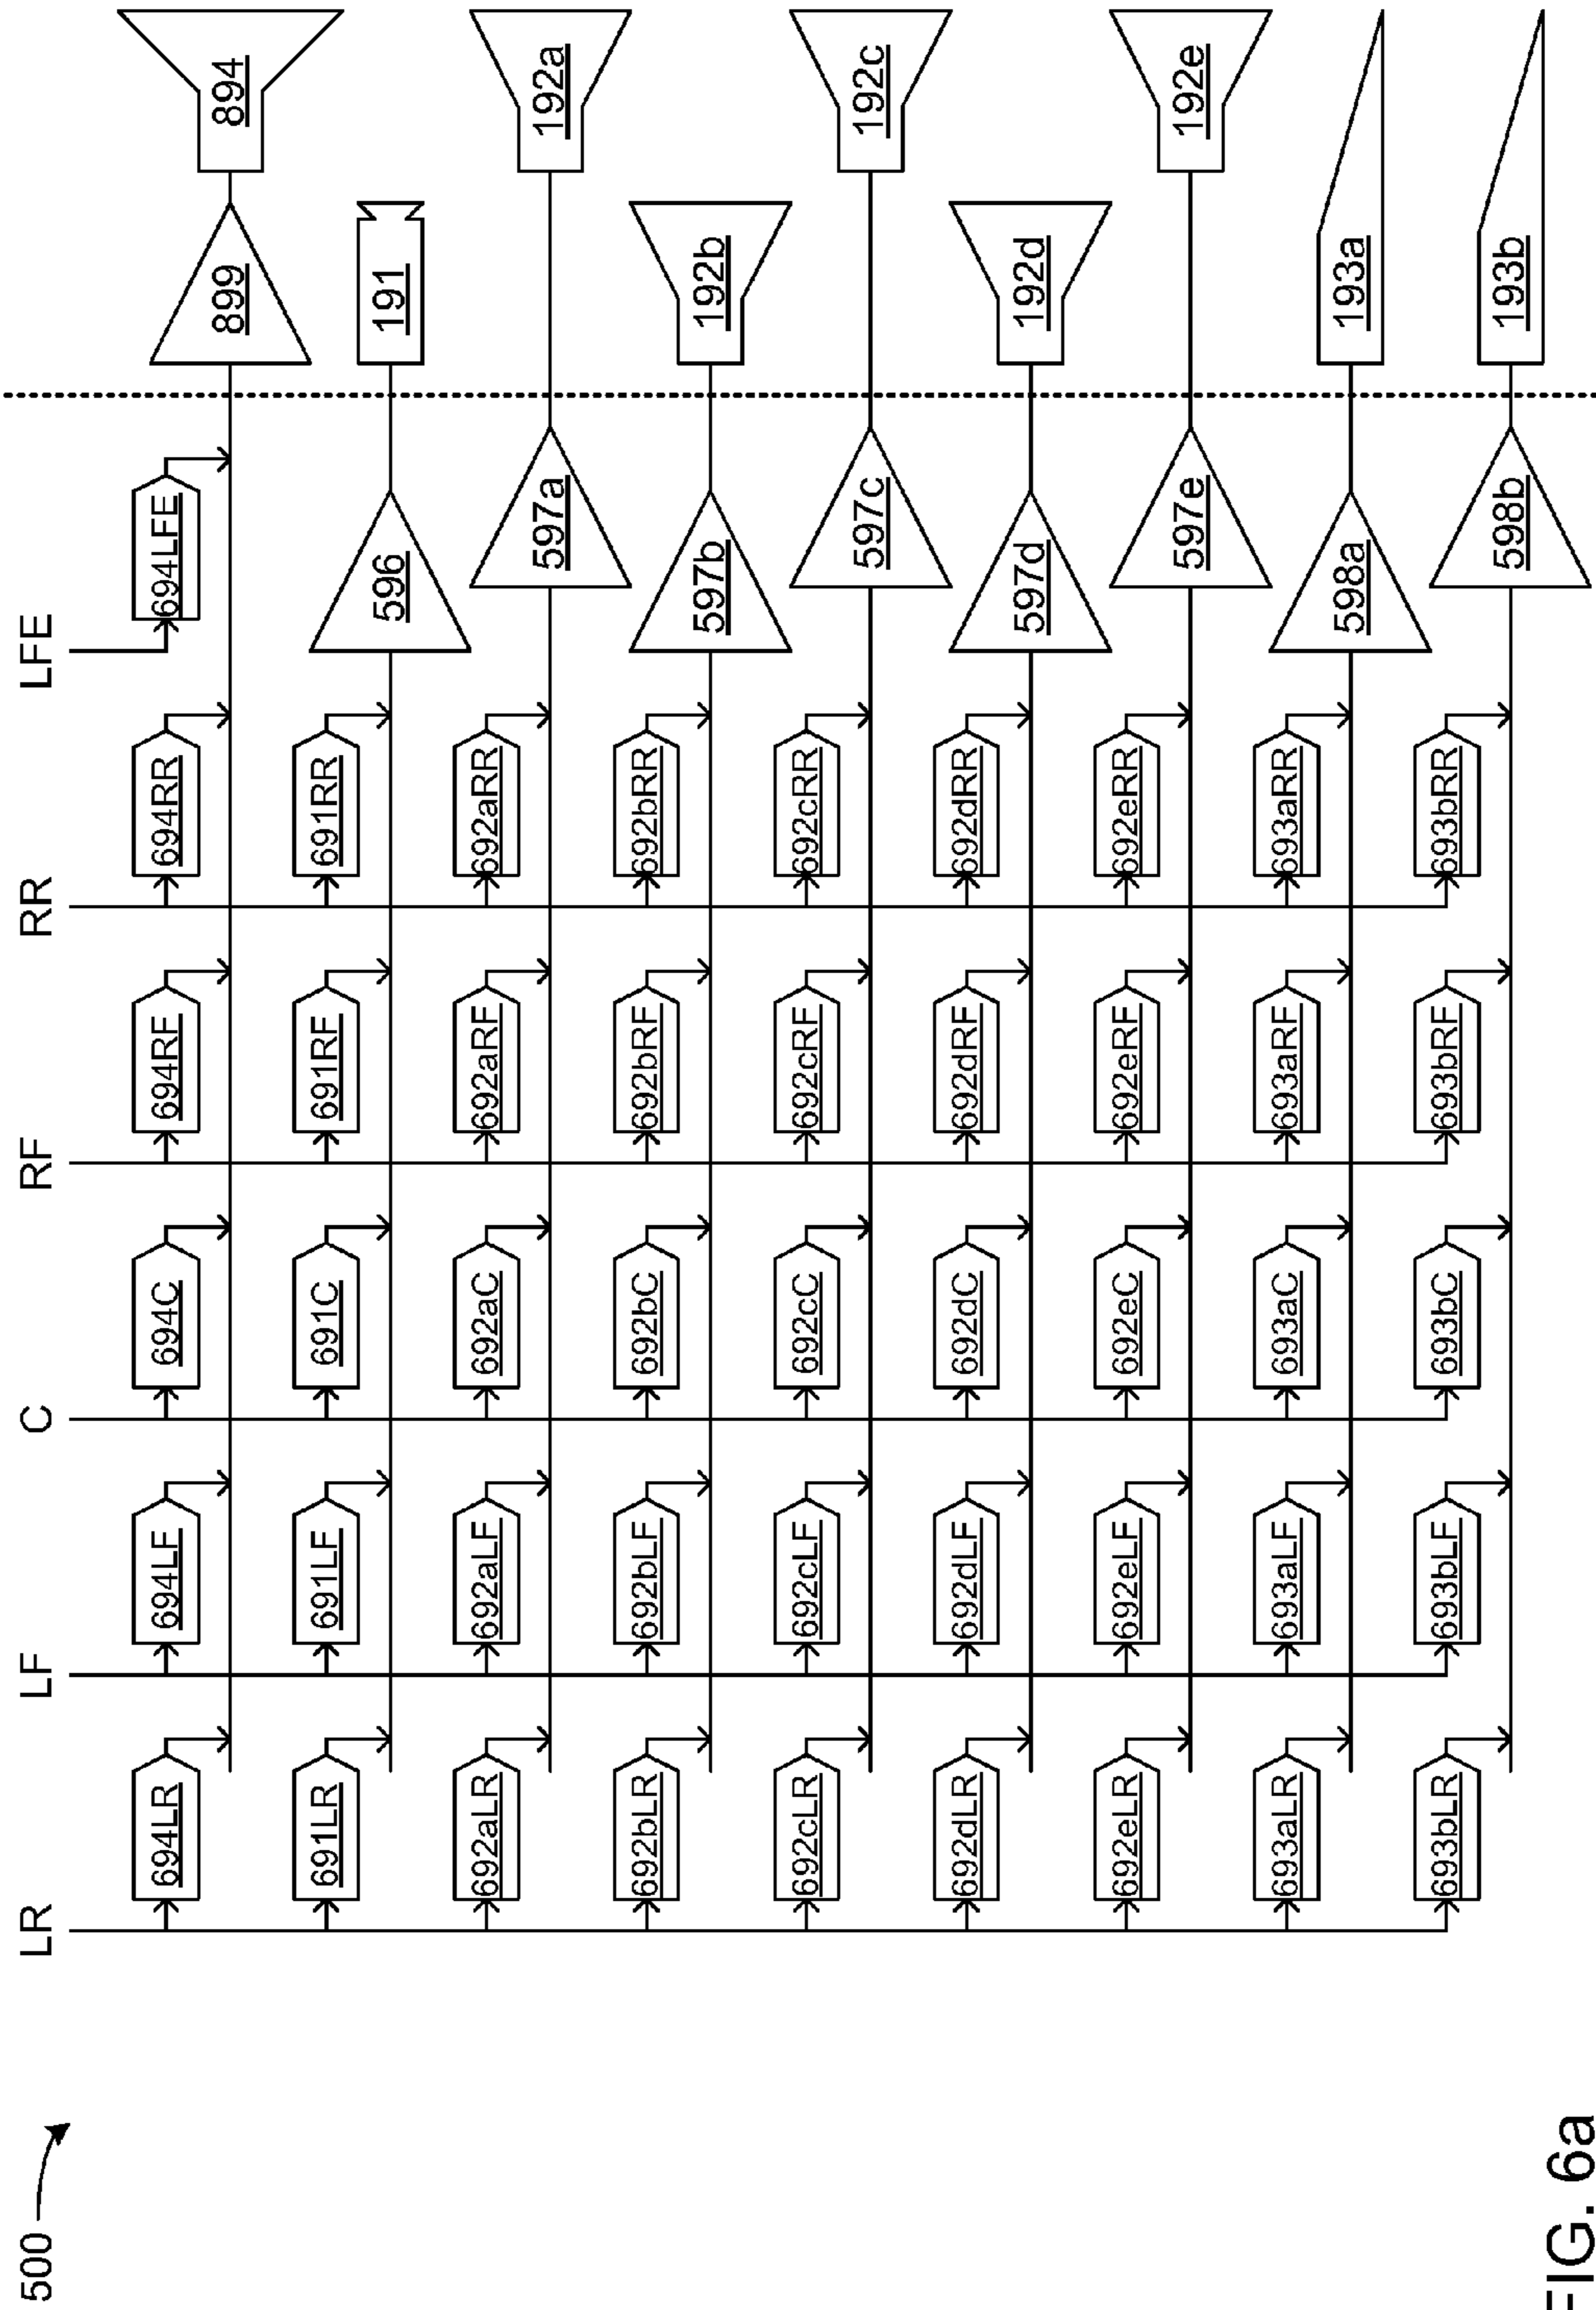 500
LR LF C RF RR LFE
694LR 694LF 694C 694RF 694RR 694LFE 899 894
691LR 691LF 691C 691RF 691RR 596 191
692aLR 692aLF 692aC 692aRF 692aRR 597a 192a
692bLR 692bLF 692bC 692bRF 692bRR 597b 192b
692cLR 692cLF 692cC 692cRF 692cRR 597c 192c
692dLR 692dLF 692dC 692dRF 692dRR 597d 192d
692eLR 692eLF 692eC 692eRF 692eRR 597e 192e
693aLR 693aLF 693aC 693aRF 693aRR 598a 193a
693bLR 693bLF 693bC 693bRF 693bRR 598b 193b
FIG. 6a